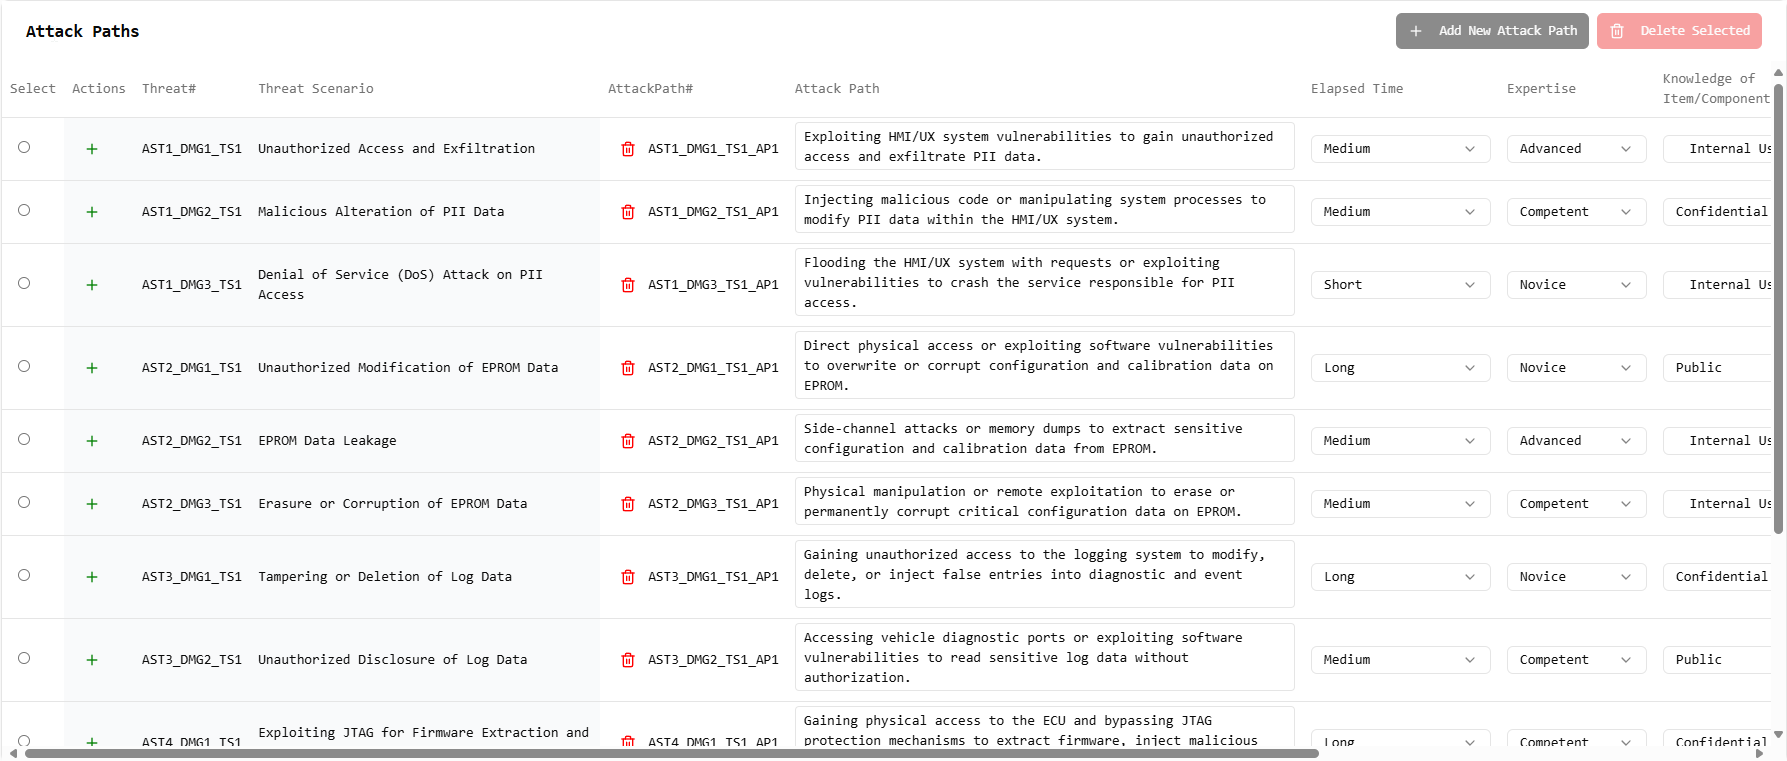 Attack Paths
Add New Attack Path
Delete Selected
Select
Actions
Threat#
Threat Scenario
AttackPath#
Attack Path
Elapsed Time
Expertise
Knowledge of
Item/Component
AST1_DMG1_TS1
Unauthorized Access and Exfiltration
AST1_DMG1_TS1_AP1
Exploiting HMI/UX system vulnerabilities to gain unauthorized
access and exfiltrate PII data.
Medium
Advanced
Internal Us
AST1_DMG2_TS1
Malicious Alteration of PII Data
AST1_DMG2_TS1_AP1
Injecting malicious code or manipulating system processes to
modify PII data within the HMI/UX system.
Medium
Competent
Confidential
AST1_DMG3_TS1
Denial of Service (DoS) Attack on PII
Access
AST1_DMG3_TS1_AP1
Flooding the HMI/UX system with requests or exploiting
vulnerabilities to crash the service responsible for PII
access.
Short
Novice
Internal Us
AST2_DMG1_TS1
Unauthorized Modification of EPROM Data
AST2_DMG1_TS1_AP1
Direct physical access or exploiting software vulnerabilities
to overwrite or corrupt configuration and calibration data on
EPROM.
Long
Novice
Public
AST2_DMG2_TS1
EPROM Data Leakage
AST2_DMG2_TS1_AP1
Side-channel attacks or memory dumps to extract sensitive
configuration and calibration data from EPROM.
Medium
Advanced
Internal Us
AST2_DMG3_TS1
Erasure or Corruption of EPROM Data
AST2_DMG3_TS1_AP1
Physical manipulation or remote exploitation to erase or
permanently corrupt critical configuration data on EPROM.
Medium
Competent
Internal Us
AST3_DMG1_TS1
Tampering or Deletion of Log Data
AST3_DMG1_TS1_AP1
Gaining unauthorized access to the logging system to modify,
delete, or inject false entries into diagnostic and event
logs.
Long
Novice
Confidential
AST3_DMG2_TS1
Unauthorized Disclosure of Log Data
AST3_DMG2_TS1_AP1
Accessing vehicle diagnostic ports or exploiting software
vulnerabilities to read sensitive log data without
authorization.
Medium
Competent
Public
AST4_DMG1_TS1
Exploiting JTAG for Firmware Extraction and
AST4_DMG1_TS1_AP1
Gaining physical access to the ECU and bypassing JTAG
protection mechanisms to extract firmware, inject malicious
Long
Competent
Confidential